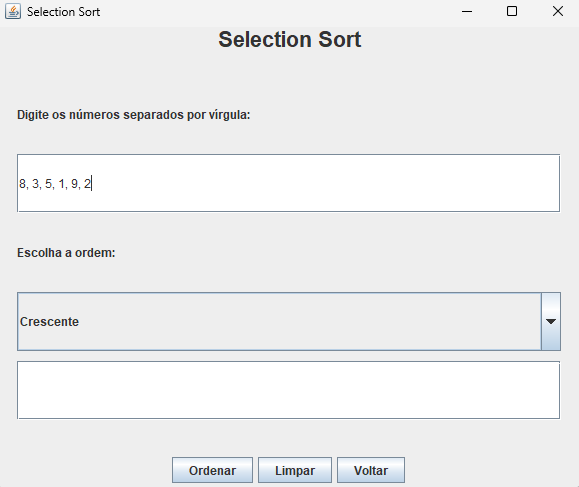 Selection Sort
Selection Sort
Digite os números separados por vírgula:
8, 3, 5, 1, 9, 2
Escolha a ordem:
Crescente
Ordenar Limpar Voltar